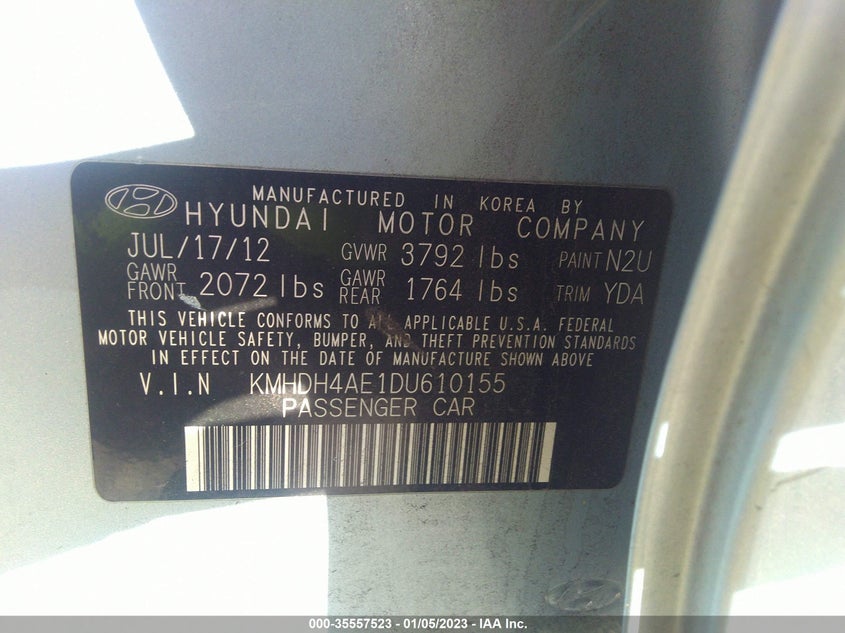 MANUFACTURED IN KOREA BY
HYUNDAI MOTOR COMPANY
JUL/17/12 GVWR 3792 lbs PAINT N2U
GAWR FRONT 2072 lbs GAWR REAR 1764 lbs TRIM YDA
THIS VEHICLE CONFORMS TO ALL APPLICABLE U.S.A. FEDERAL
MOTOR VEHICLE SAFETY, BUMPER, AND THEFT PREVENTION STANDARDS
IN EFFECT ON THE DATE OF MANUFACTURE SHOWN ABOVE
V.I.N KMHDH4AE1DU610155
PASSENGER CAR
000-35557523 - 01/05/2023 - IAA Inc.